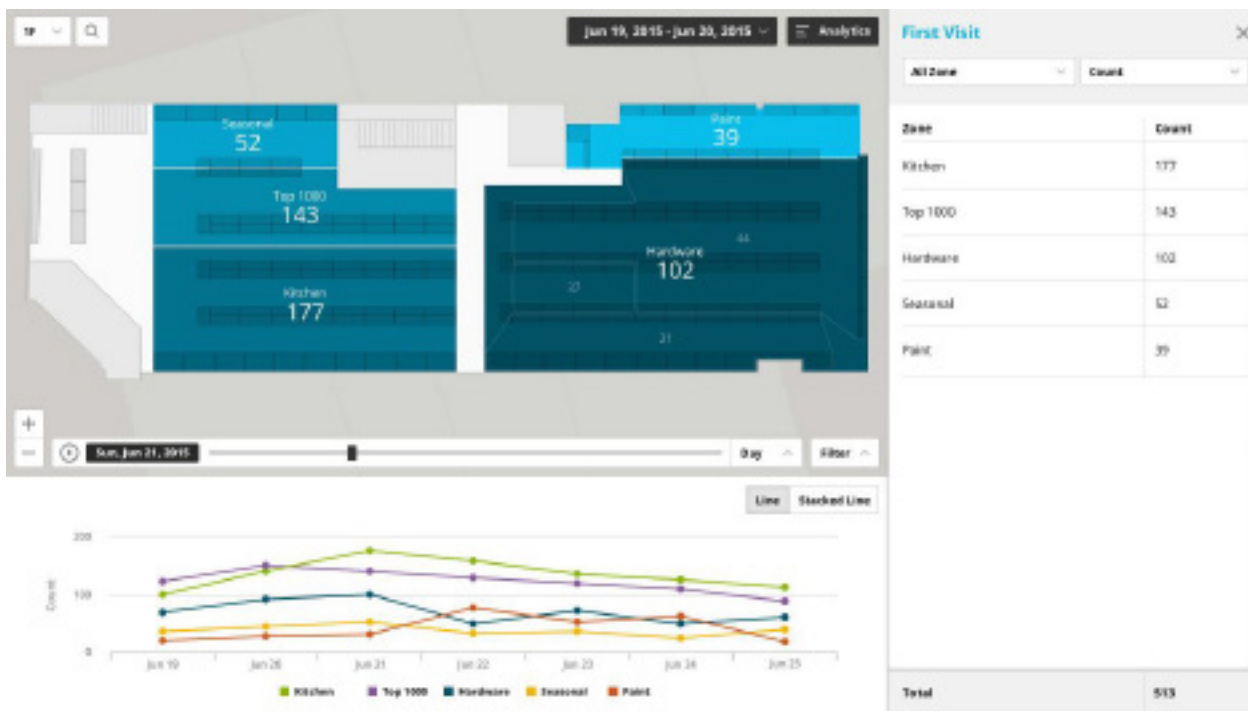 1F
Jun 19, 2015 - Jun 20, 2015
Analytics
Seasonal
52
Paint
39
Top 1000
143
Hardware
102
44
27
21
Kitchen
177
Sun, Jun 21, 2015
Day
Filter
Line
Stacked Line
200
100
0
Count
Jun 19
Jun 20
Jun 21
Jun 22
Jun 23
Jun 24
Jun 25
Kitchen
Top 1000
Hardware
Seasonal
Paint
First Visit
All Zone
Count
Zone Count
Kitchen 177
Top 1000 143
Hardware 102
Seasonal 52
Paint 39
Total 513